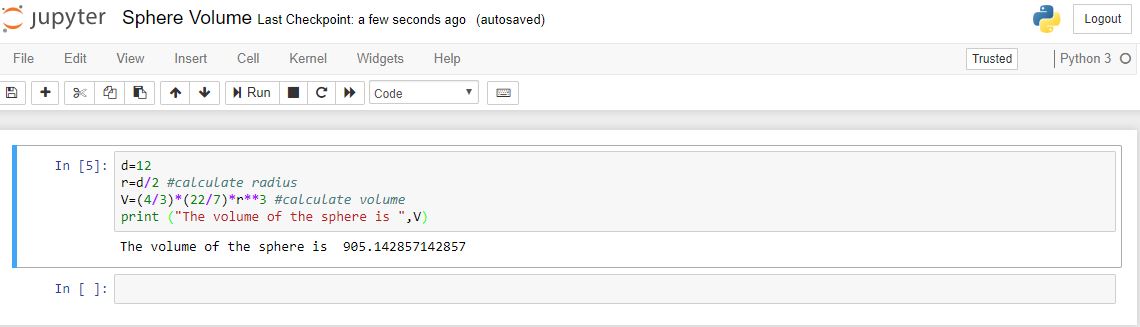 jupyter Sphere Volume Last Checkpoint: a few seconds ago (autosaved) Logout
File Edit View Insert Cell Kernel Widgets Help Trusted Python 3
Run Code
In [5]: d=12
r=d/2 #calculate radius
V=(4/3)*(22/7)*r**3 #calculate volume
print ("The volume of the sphere is ",V)
The volume of the sphere is  905.142857142857
In [ ]: